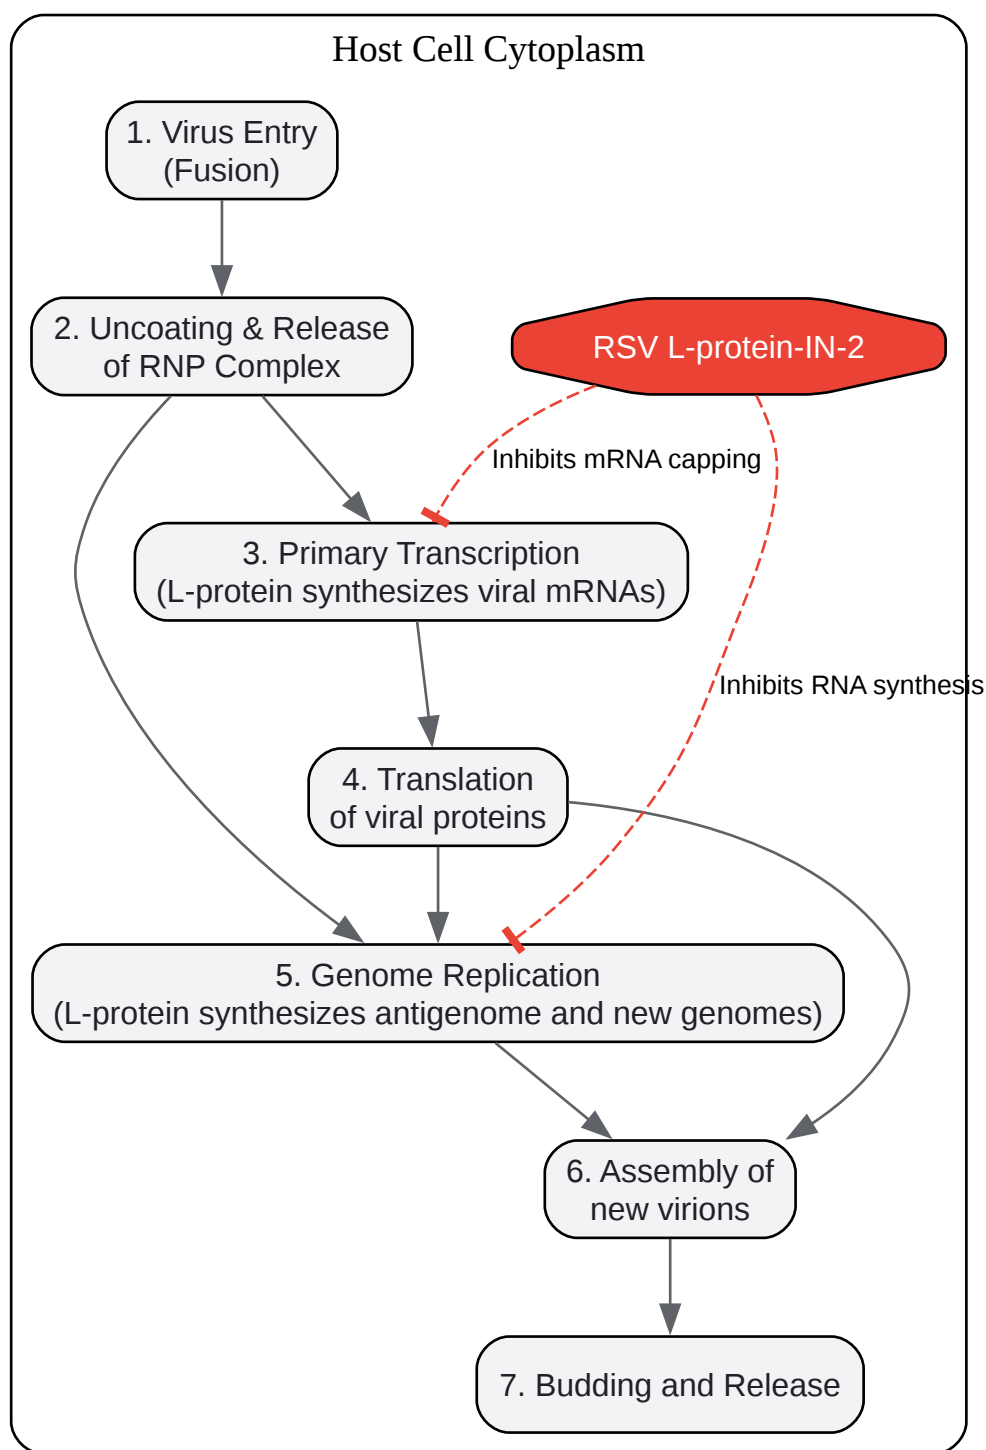 Host Cell Cytoplasm
1. Virus Entry
(Fusion)
2. Uncoating & Release
of RNP Complex
RSV L-protein-IN-2
Inhibits mRNA capping
3. Primary Transcription
(L-protein synthesizes viral mRNAs)
Inhibits RNA synthesis
4. Translation
of viral proteins
5. Genome Replication
(L-protein synthesizes antigenome and new genomes)
6. Assembly of
new virions
7. Budding and Release